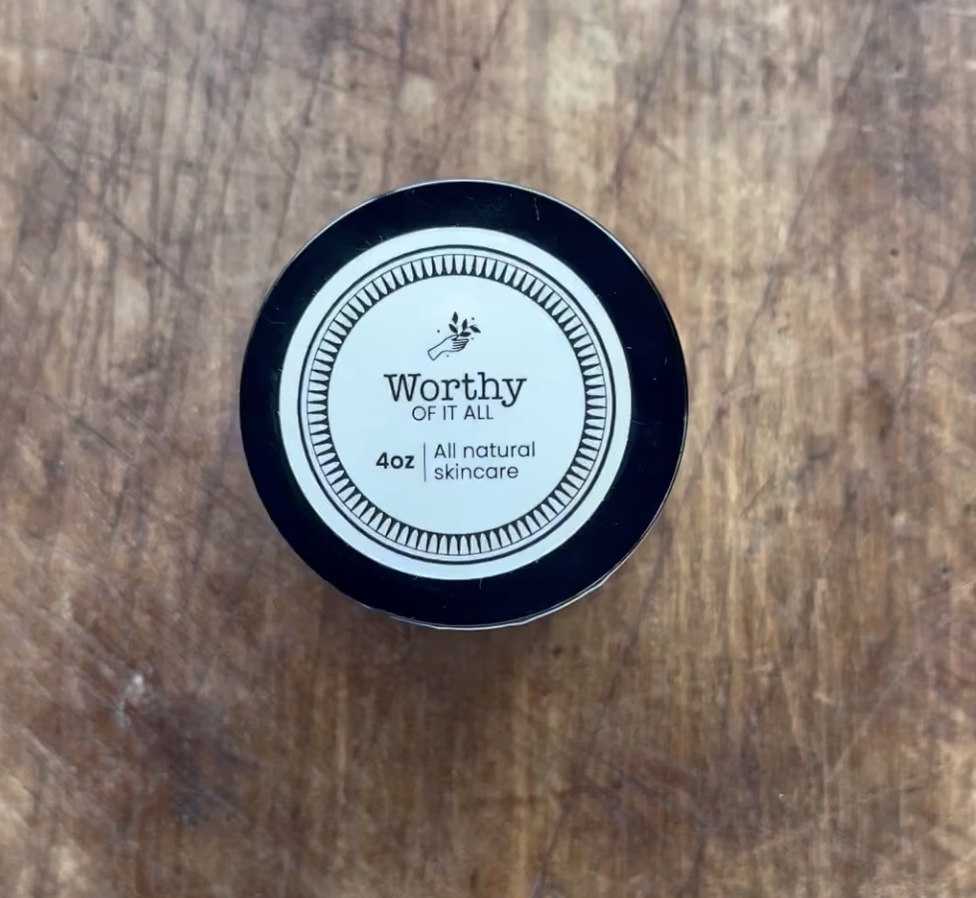 Worthy
OF IT ALL
4oz
All natural
skincare